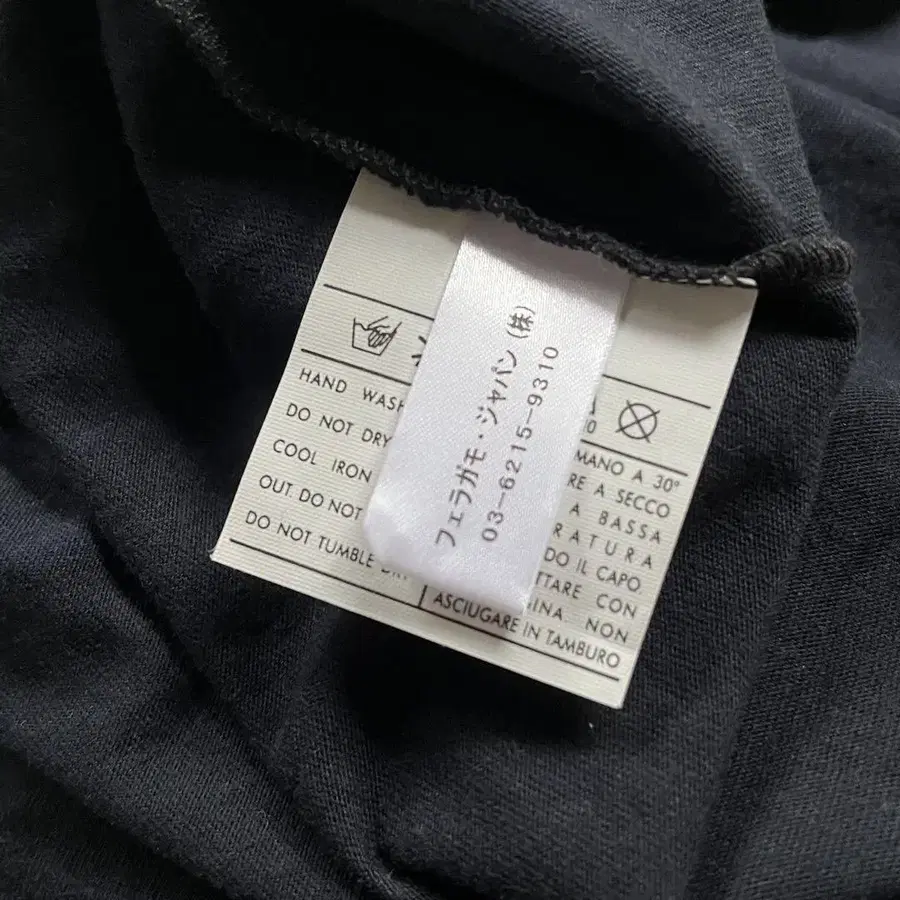 フェラガモ・ジャパン(株)
03-6215-9310
HAND WASH
DO NOT DRY
COOL IRON
OUT. DO NOT
DO NOT TUMBLE DRY
MANO A 30°
RE A SECCO
A BASSA
RATURA
DO IL CAPO.
TTARE CON
INA. NON
ASCIUGARE IN TAMBURO